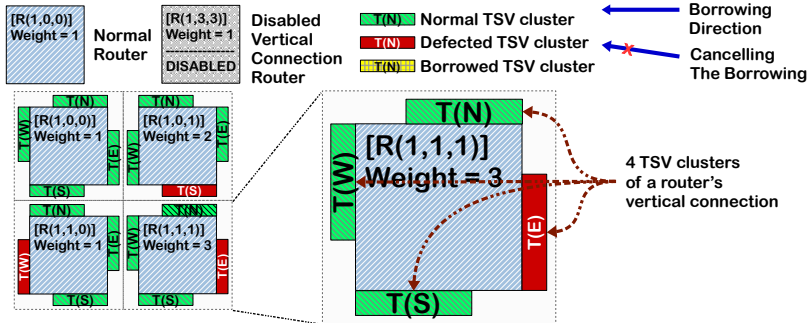 [R(1,0,0)]
Weight = 1
Normal
Router
[R(1,3,3)]
Weight = 1
DISABLED
Disabled
Vertical
Connection
Router
T(N) Normal TSV cluster
T(N) Defected TSV cluster
T(N) Borrowed TSV cluster
Borrowing
Direction
X
Cancelling
The Borrowing
T(N)
T(W)
[R(1,0,0)]
Weight = 1
T(E)
T(S)
T(N)
T(W)
[R(1,0,1)]
Weight = 2
T(E)
T(S)
T(N)
T(W)
[R(1,1,0)]
Weight = 1
T(E)
T(S)
T(N)
T(W)
[R(1,1,1)]
Weight = 3
T(E)
T(S)
T(N)
T(W)
[R(1,1,1)]
Weight = 3
T(E)
T(S)
4 TSV clusters
of a router's
vertical connection